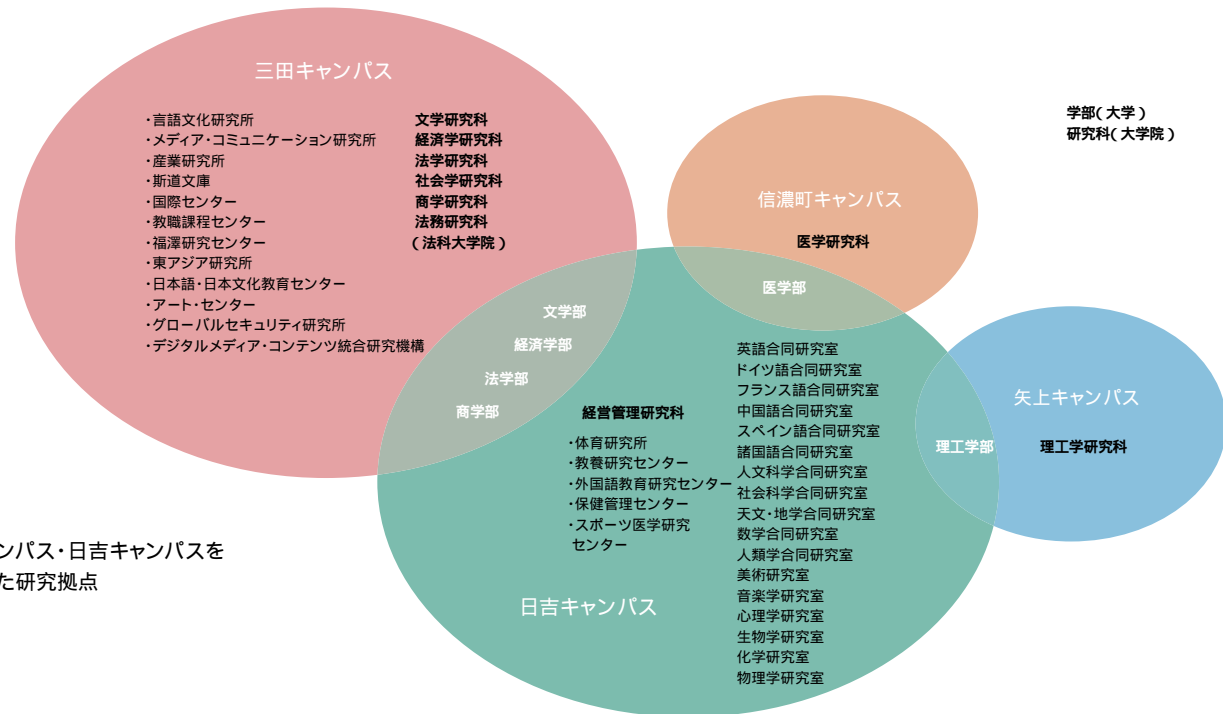 三田キャンパス
・言語文化研究所
・メディア・コミュニケーション研究所
・産業研究所
・斯道文庫
・国際センター
・教職課程センター
・福澤研究センター
・東アジア研究所
・日本語・日本文化教育センター
・アート・センター
・グローバルセキュリティ研究所
・デジタルメディア・コンテンツ統合研究機構
文学研究科
経済学研究科
法学研究科
社会学研究科
商学研究科
法務研究科
(法科大学院)
学部(大学)
研究科(大学院)
信濃町キャンパス
医学研究科
医学部
文学部
経済学部
法学部
商学部
経営管理研究科
・体育研究所
・教養研究センター
・外国語教育研究センター
・保健管理センター
・スポーツ医学研究
センター
英語合同研究室
ドイツ語合同研究室
フランス語合同研究室
中国語合同研究室
スペイン語合同研究室
諸国語合同研究室
人文科学合同研究室
社会科学合同研究室
天文・地学合同研究室
数学合同研究室
人類学合同研究室
美術研究室
音楽学研究室
心理学研究室
生物学研究室
化学研究室
物理学研究室
日吉キャンパス
矢上キャンパス
理工学部
理工学研究科
ンパス・日吉キャンパスを
た研究拠点